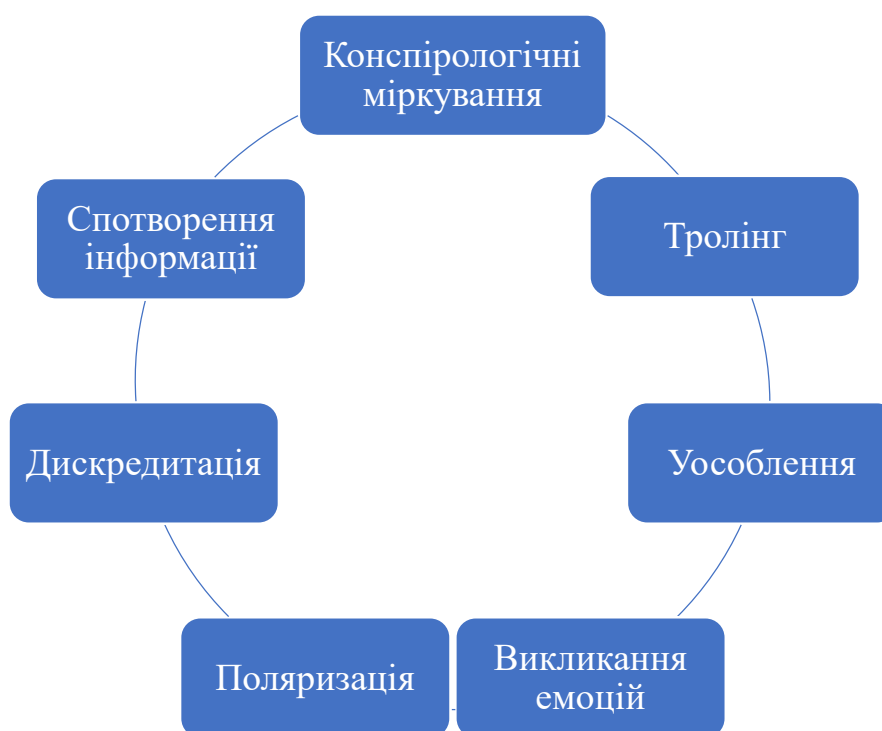 Конспірологічні
міркування
Тролінг
Уособлення
Викликання
емоцій
Поляризація
Дискредитація
Спотворення
інформації